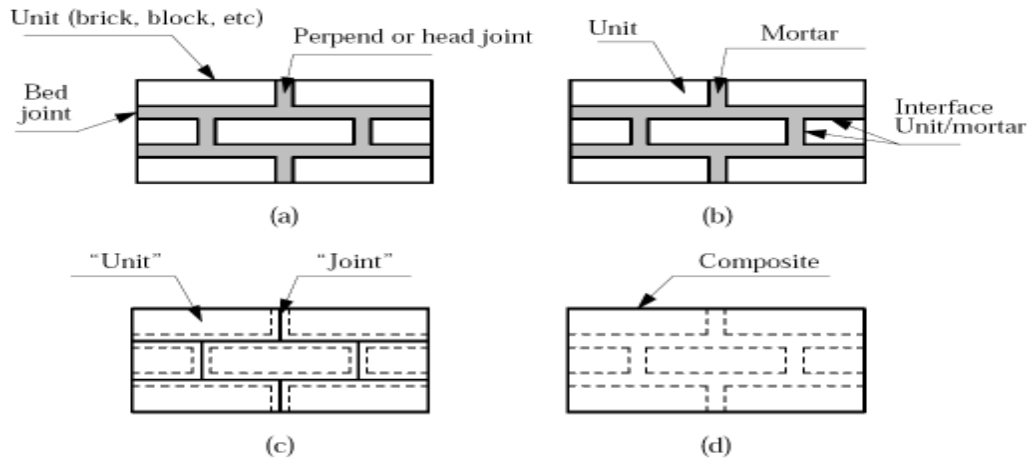 Unit (brick, block, etc)
Perpend or head joint
Bed
joint
(a)
Unit
Mortar
Interface
Unit/mortar
(b)
“Unit”
“Joint”
(c)
Composite
(d)